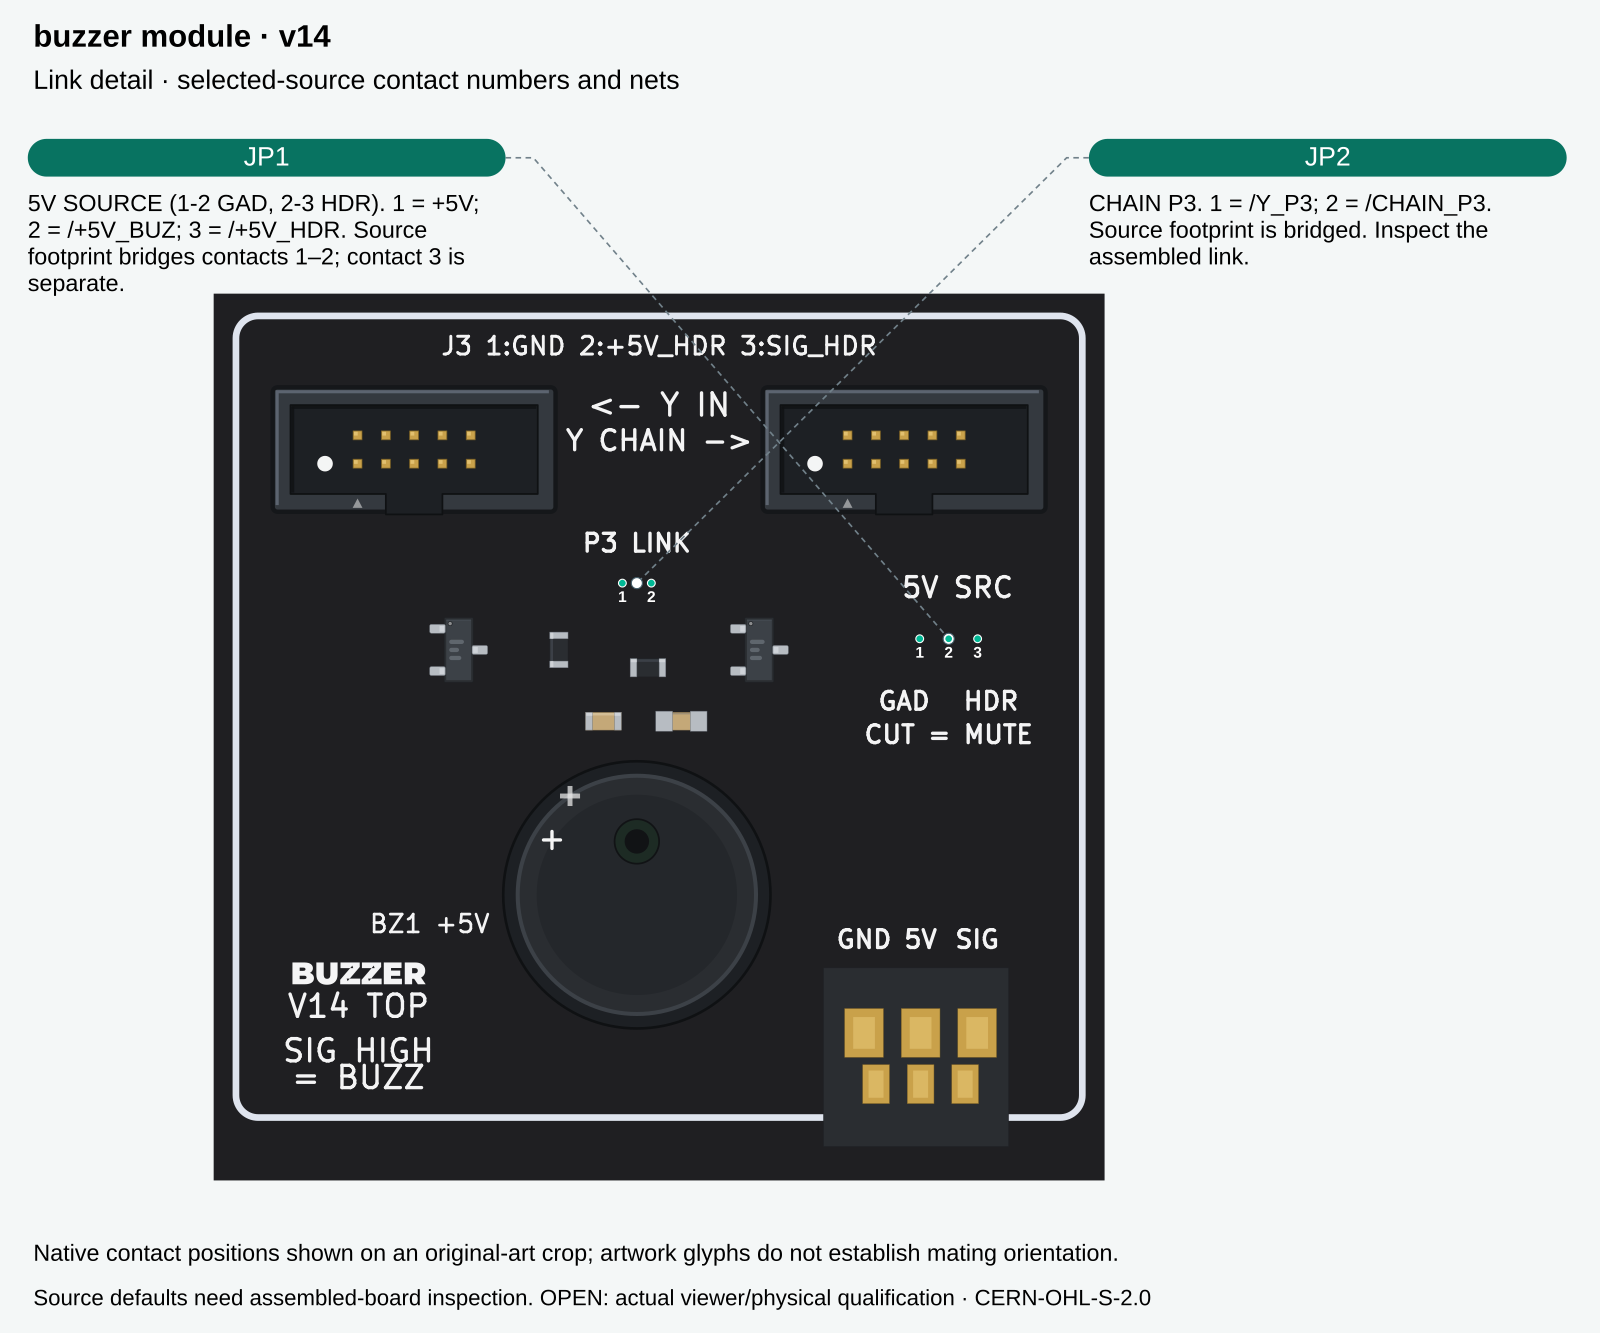 buzzer module · v14
Link detail · selected-source contact numbers and nets
JP1
5V SOURCE (1-2 GAD, 2-3 HDR). 1 = +5V;
2 = /+5V_BUZ; 3 = /+5V_HDR. Source
footprint bridges contacts 1–2; contact 3 is
separate.
JP2
CHAIN P3. 1 = /Y_P3; 2 = /CHAIN_P3.
Source footprint is bridged. Inspect the
assembled link.
J3 1:GND 2:+5V_HDR 3:SIG_HDR
<- Y IN
Y CHAIN ->
P3 LINK
1 2
5V SRC
1 2 3
GAD HDR
CUT = MUTE
+
+
BZ1 +5V
BUZZER
V14 TOP
SIG HIGH
= BUZZ
GND 5V SIG
Native contact positions shown on an original-art crop; artwork glyphs do not establish mating orientation.
Source defaults need assembled-board inspection. OPEN: actual viewer/physical qualification · CERN-OHL-S-2.0